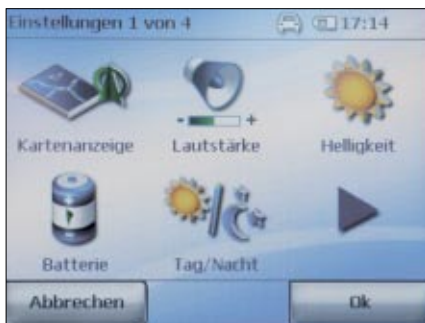 Einstellungen 1 von 4 17:14
Kartenanzeige Lautstärke Helligkeit
- +
Batterie Tag/Nacht
Abbrechen Ok